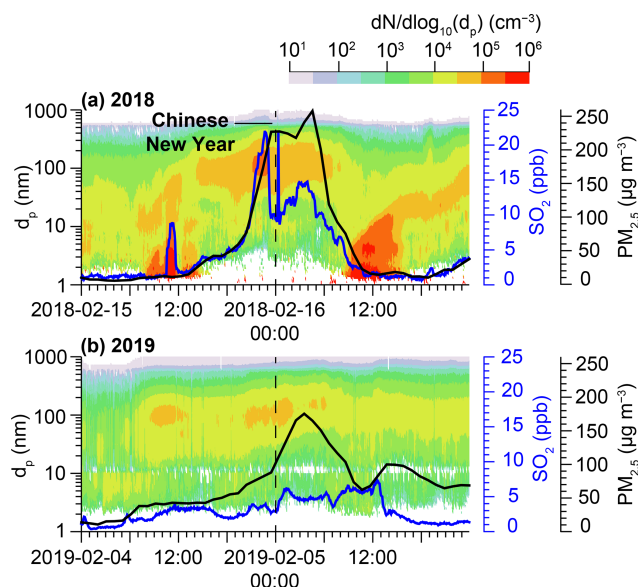 dN/dlog₁₀(dₚ) (cm⁻³)
10¹ 10² 10³ 10⁴ 10⁵ 10⁶
(a) 2018
Chinese
New Year
1000
100
10
1
dₚ (nm)
25
20
15
10
5
0
SO₂ (ppb)
250
200
150
100
50
0
PM₂.₅ (µg m⁻³)
2018-02-15 12:00 2018-02-16 12:00
00:00
(b) 2019
1000
100
10
1
dₚ (nm)
25
20
15
10
5
0
SO₂ (ppb)
250
200
150
100
50
0
PM₂.₅ (µg m⁻³)
2019-02-04 12:00 2019-02-05 12:00
00:00